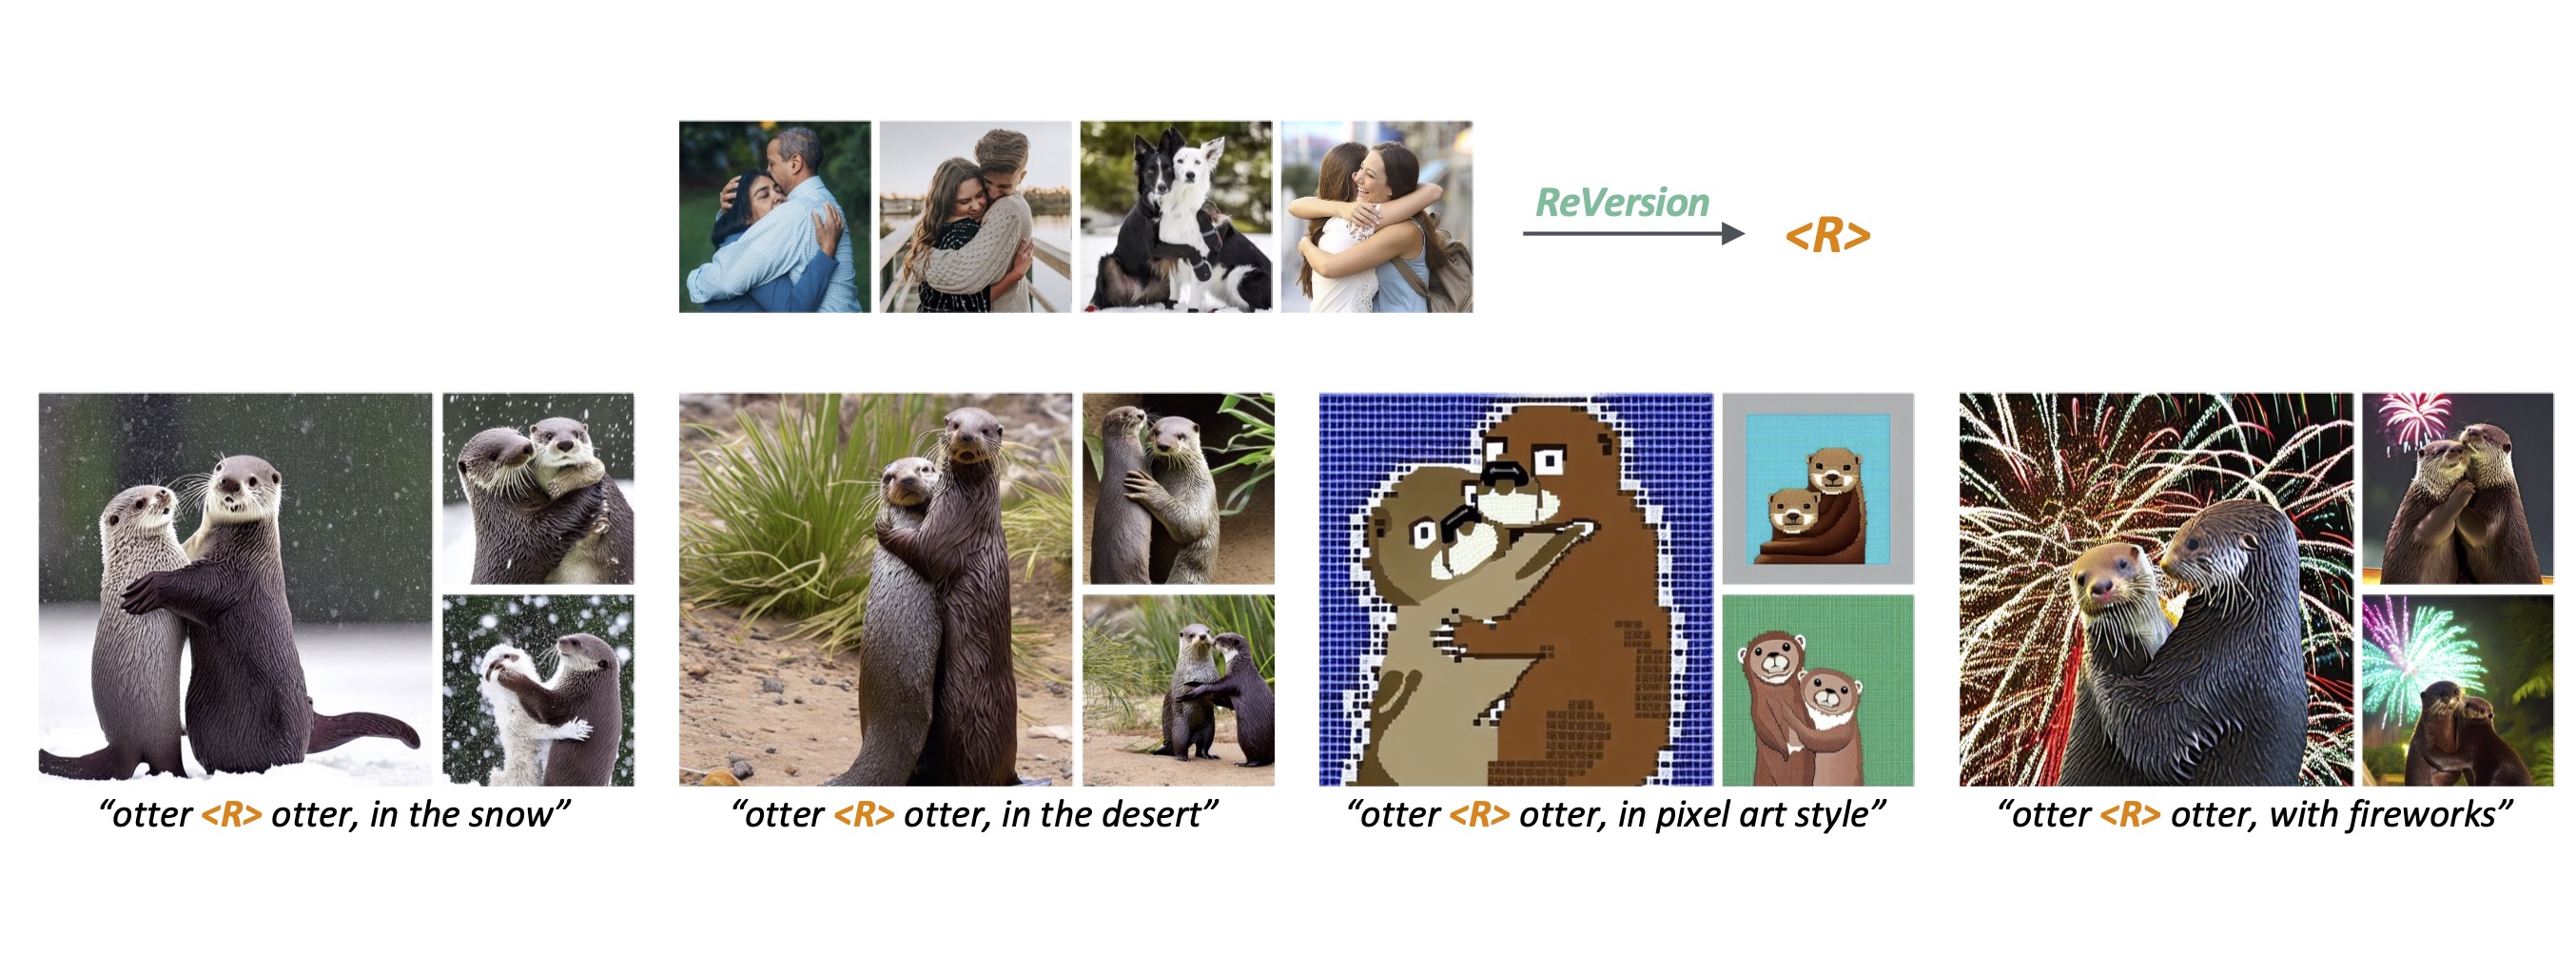 ReVersion
<R>
“otter <R> otter, in the snow”
“otter <R> otter, in the desert”
“otter <R> otter, in pixel art style”
“otter <R> otter, with fireworks”